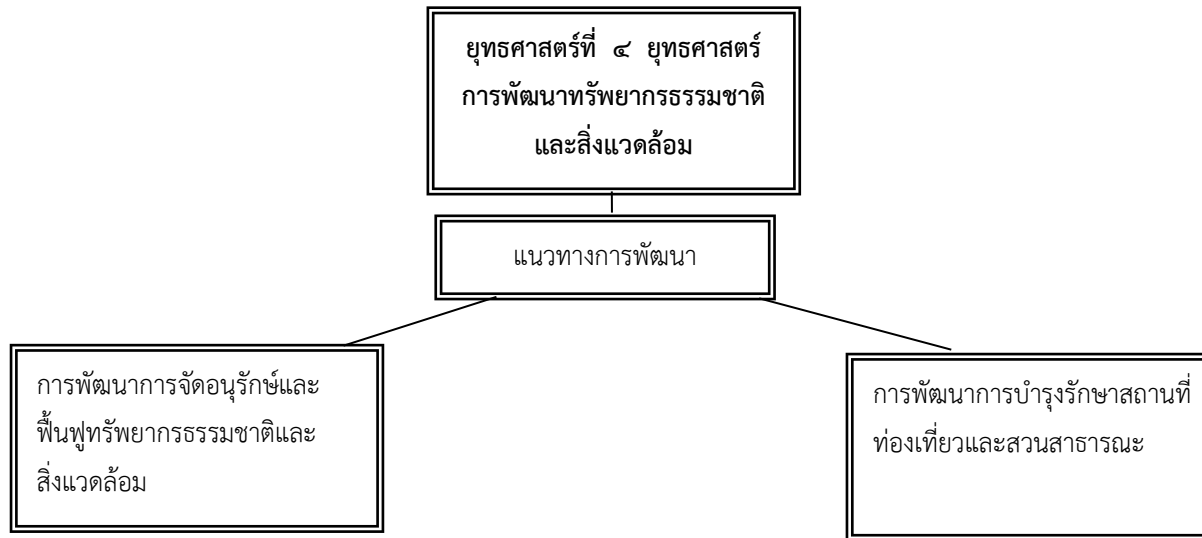 ยุทธศาสตร์ที่ ๔ ยุทธศาสตร์
การพัฒนาทรัพยากรธรรมชาติ
และสิ่งแวดล้อม
แนวทางการพัฒนา
การพัฒนาการจัดอนุรักษ์และ
ฟื้นฟูทรัพยากรธรรมชาติและ
สิ่งแวดล้อม
การพัฒนาการบำรุงรักษาสถานที่
ท่องเที่ยวและสวนสาธารณะ